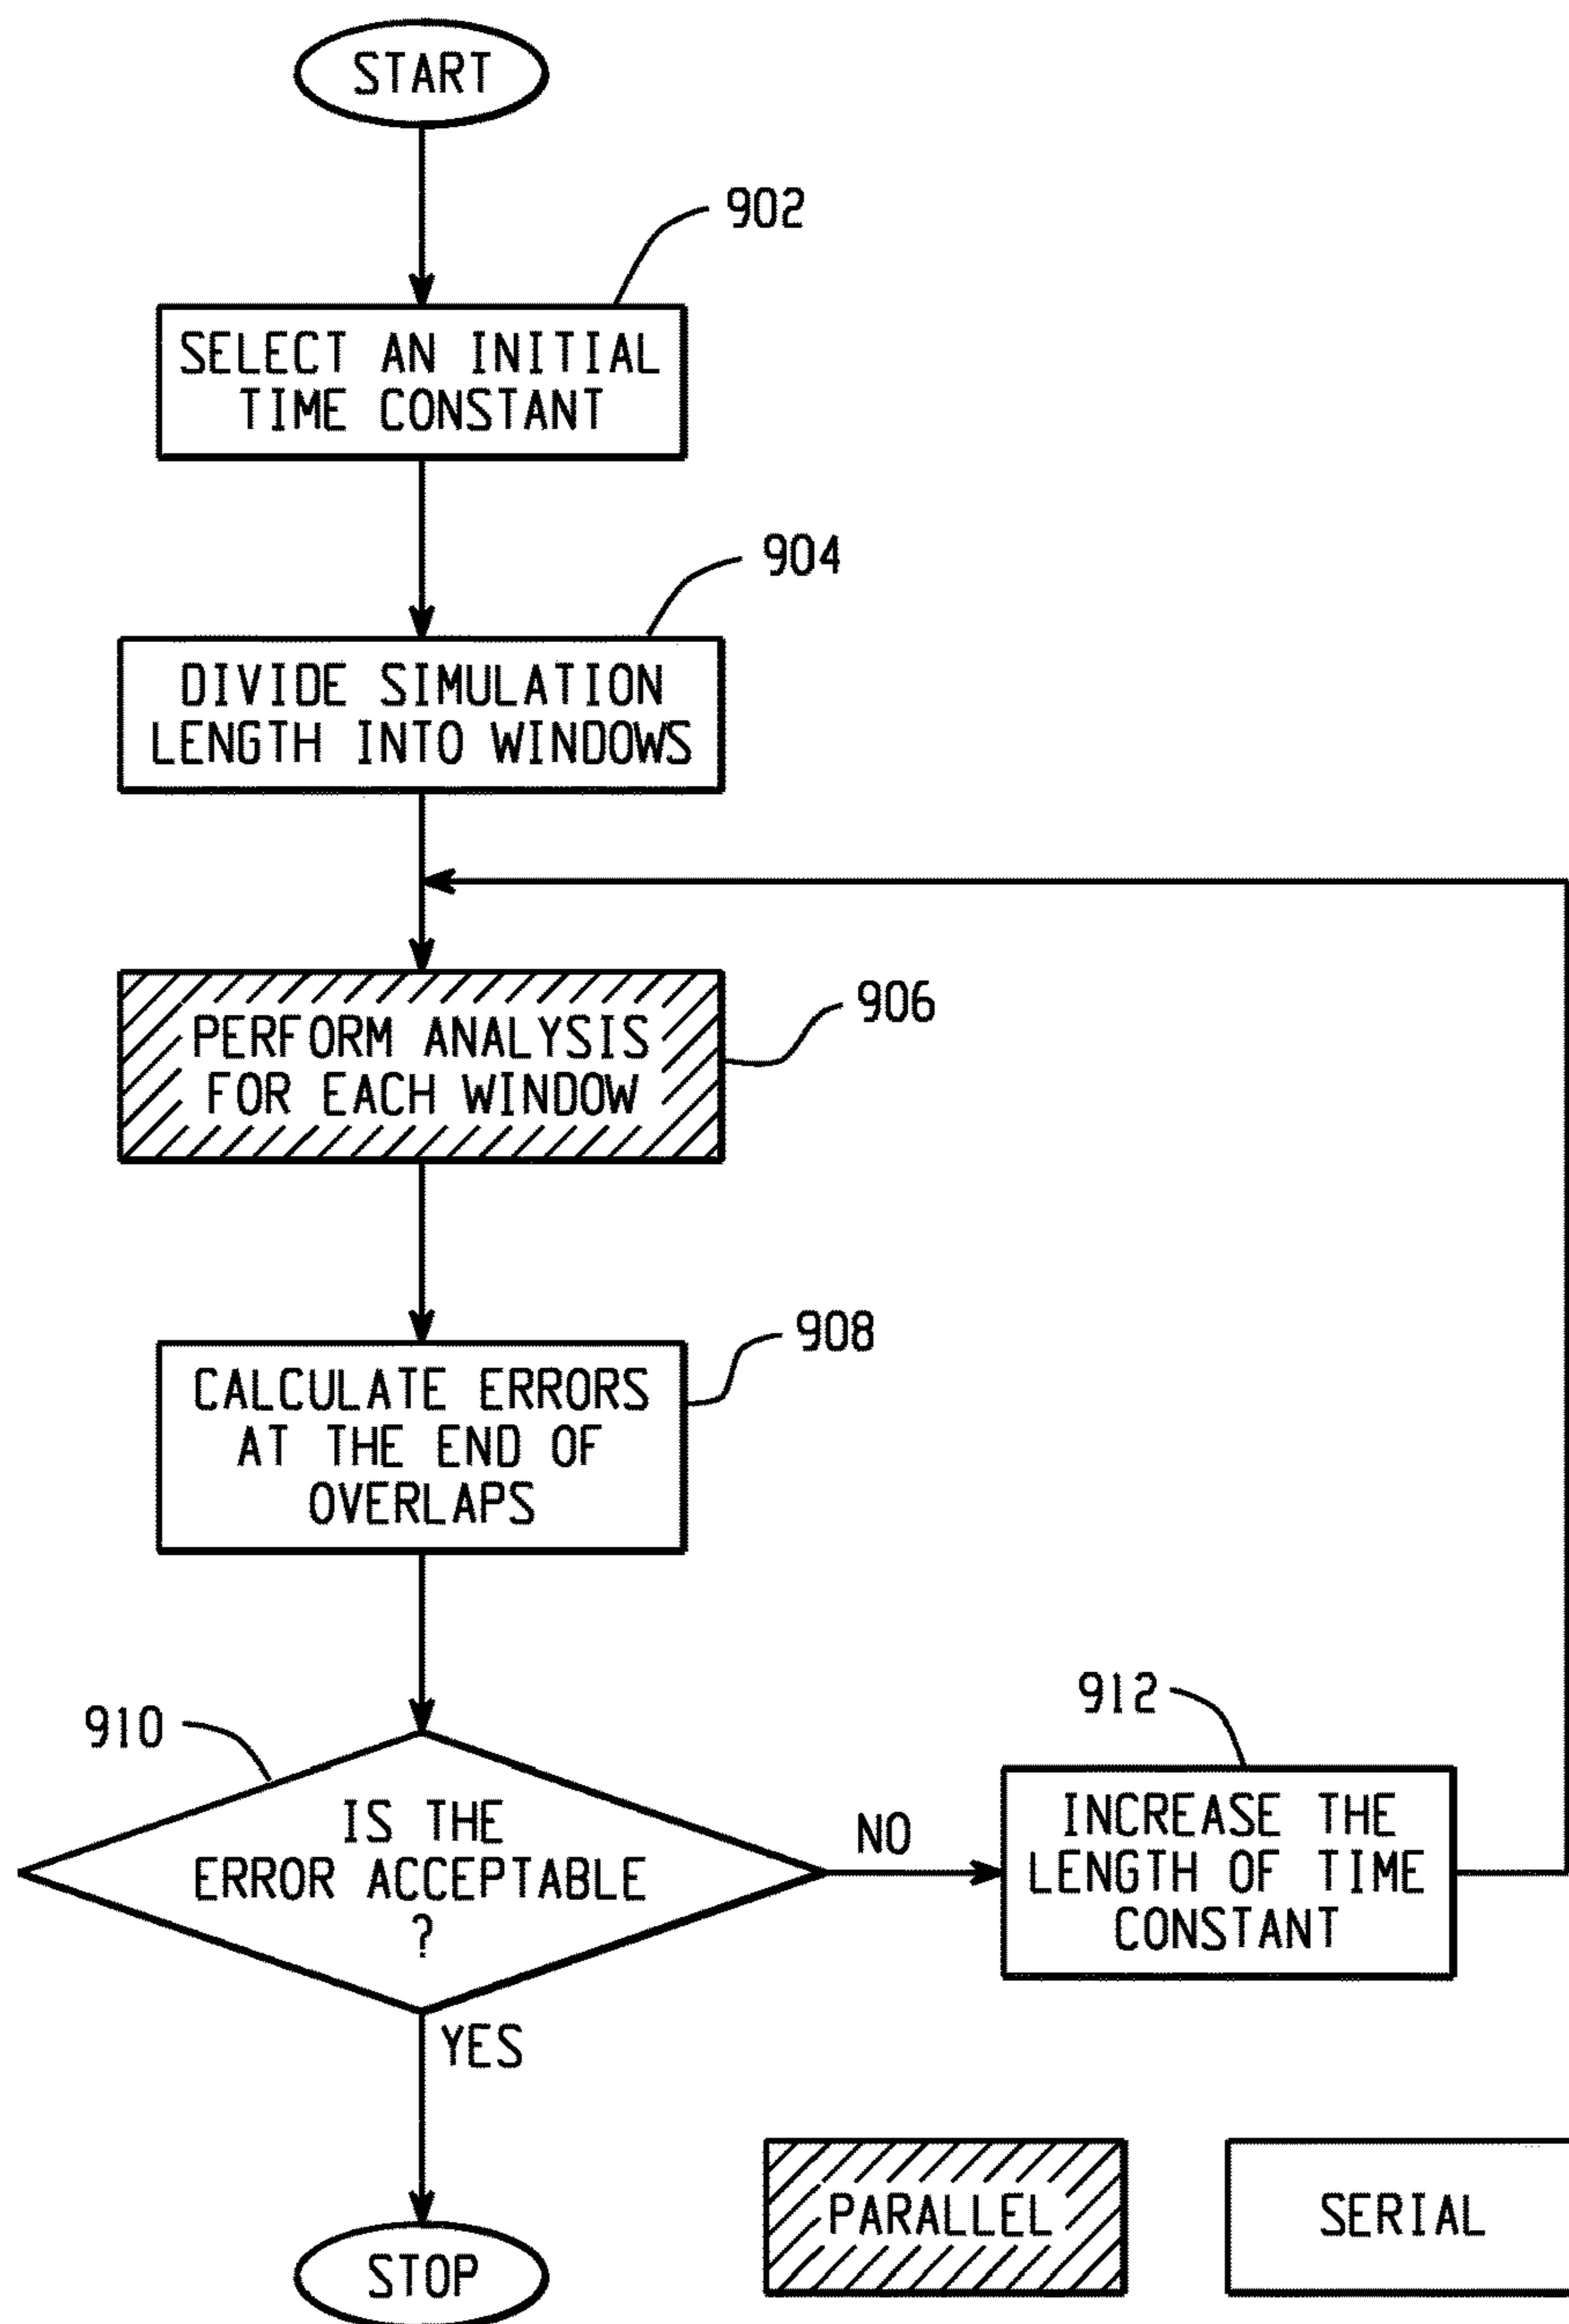 START
902
SELECT AN INITIAL
TIME CONSTANT
904
DIVIDE SIMULATION
LENGTH INTO WINDOWS
906
PERFORM ANALYSIS
FOR EACH WINDOW
908
CALCULATE ERRORS
AT THE END OF
OVERLAPS
910
IS THE
ERROR ACCEPTABLE
?
NO
912
INCREASE THE
LENGTH OF TIME
CONSTANT
YES
STOP
PARALLEL
SERIAL